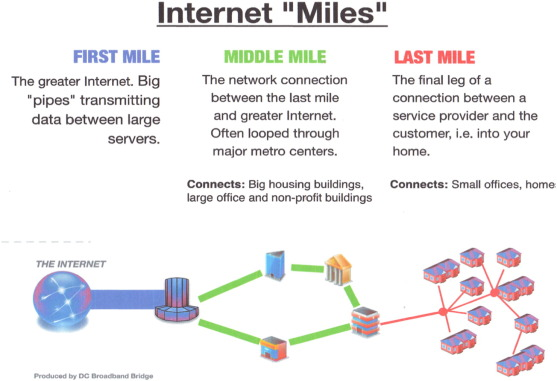 Internet "Miles"
FIRST MILE
The greater Internet. Big
"pipes" transmitting
data between large
servers.
MIDDLE MILE
The network connection
between the last mile
and greater Internet.
Often looped through
major metro centers.
Connects: Big housing buildings,
large office and non-profit buildings
LAST MILE
The final leg of a
connection between a
service provider and the
customer, i.e. into your
home.
Connects: Small offices, home
THE INTERNET
Produced by DC Broadband Bridge